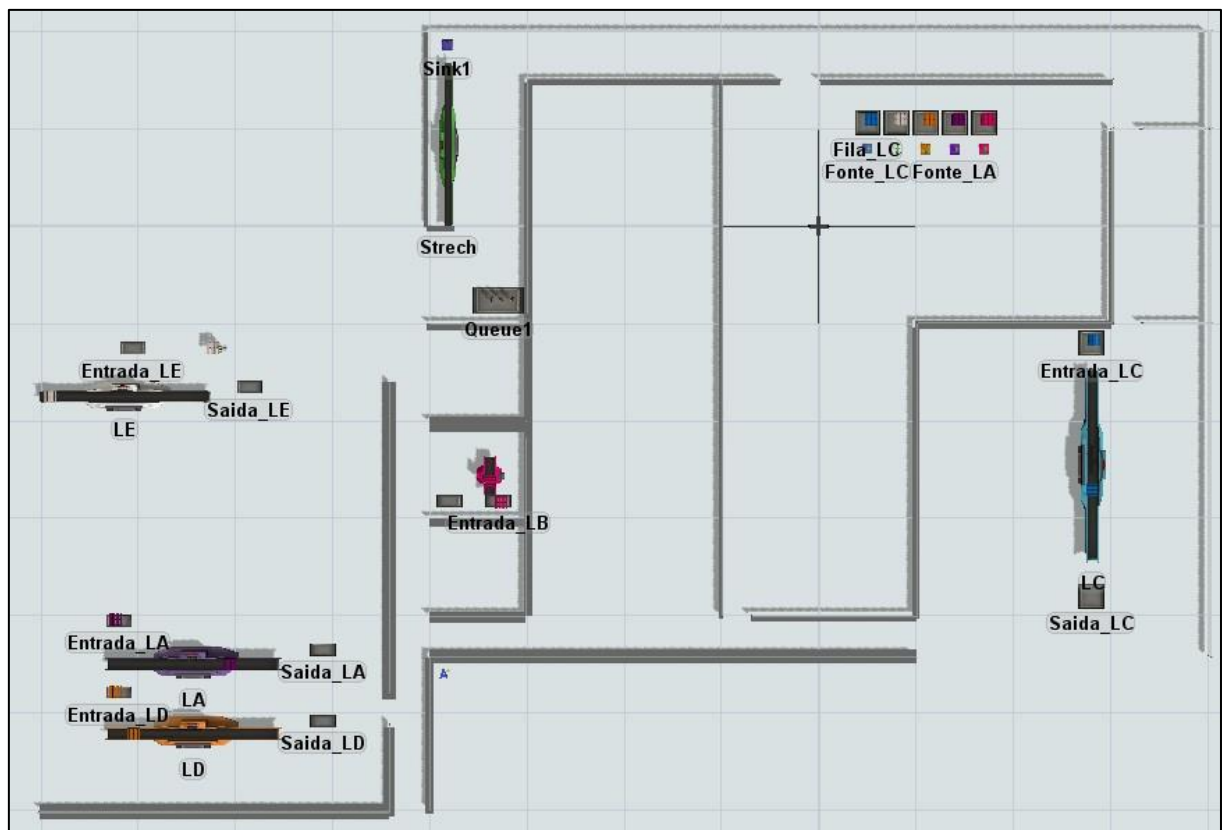 Sink1
Fila_LC
Fonte_LC Fonte_LA
Strech
Queue1
Entrada_LE
Entrada_LC
Saida_LE
LE
Entrada_LB
LC
Saida_LC
Entrada_LA
Saida_LA
LA
Entrada_LD
Saida_LD
LD
A